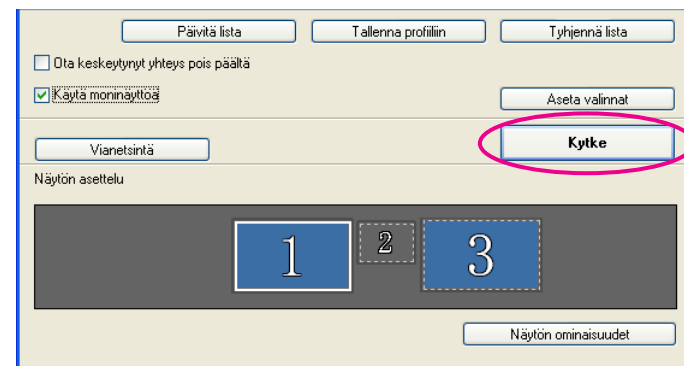 Päivitä lista Tallenna profiiliin Tyhjennä lista
Ota keskeytynyt yhteys pois päältä
Käytä moninäyttöä Aseta valinnat
Vianetsintä Kytke
Näytön asettelu
1 2 3
Näytön ominaisuudet